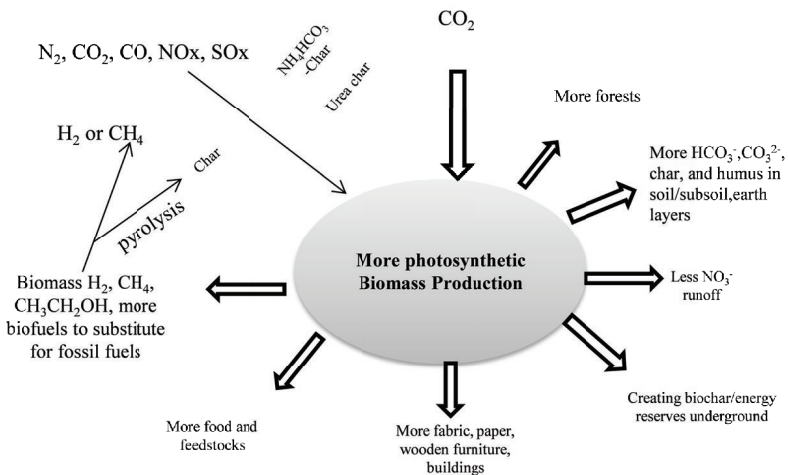 CO₂
N₂, CO₂, CO, NOx, SOx
NH₄HCO₃
-Char
Urea char
More forests
H₂ or CH₄
Char
pyrolysis
More HCO₃⁻,CO₃²⁻,
char, and humus in
soil/subsoil,earth
layers
More photosynthetic
Biomass Production
Biomass H₂, CH₄,
CH₃CH₂OH, more
biofuels to substitute
for fossil fuels
Less NO₃⁻
runoff
Creating biochar/energy
reserves underground
More food and
feedstocks
More fabric, paper,
wooden furniture,
buildings